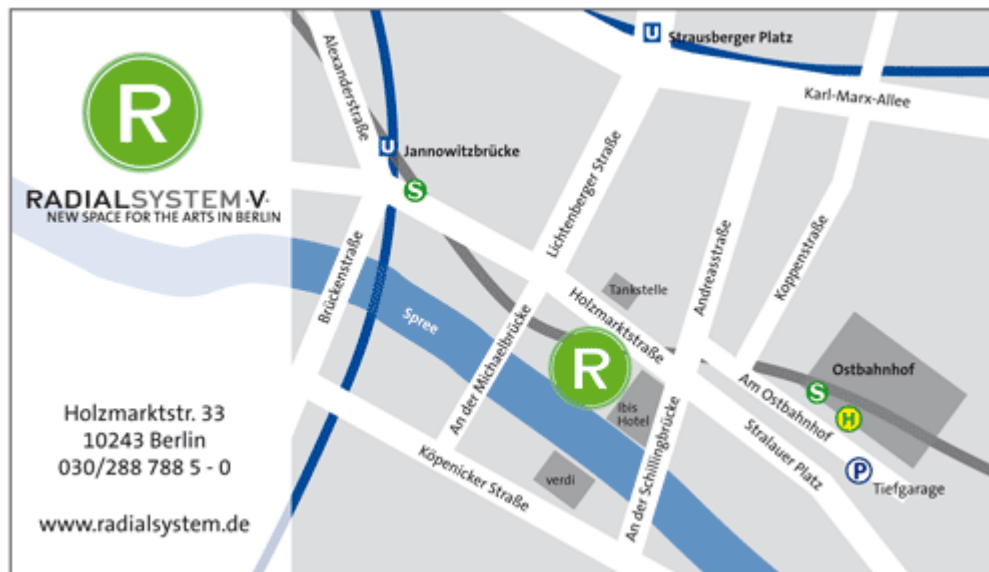 R
RADIALSYSTEM·V·
NEW SPACE FOR THE ARTS IN BERLIN
Holzmarktstr. 33
10243 Berlin
030/288 788 5 - 0
www.radialsystem.de
Alexanderstraße
U
Strausberger Platz
Karl-Marx-Allee
U
Jannowitzbrücke
S
Lichtenberger Straße
Andreasstraße
Koppenstraße
Brückenstraße
Spree
Tankstelle
Holzmarktstraße
An der Michaelbrücke
R
Ibis
Hotel
Ostbahnhof
S
H
Am Ostbahnhof
Stralauer Platz
P
Tiefgarage
An der Schillingbrücke
Köpenicker Straße
verdi